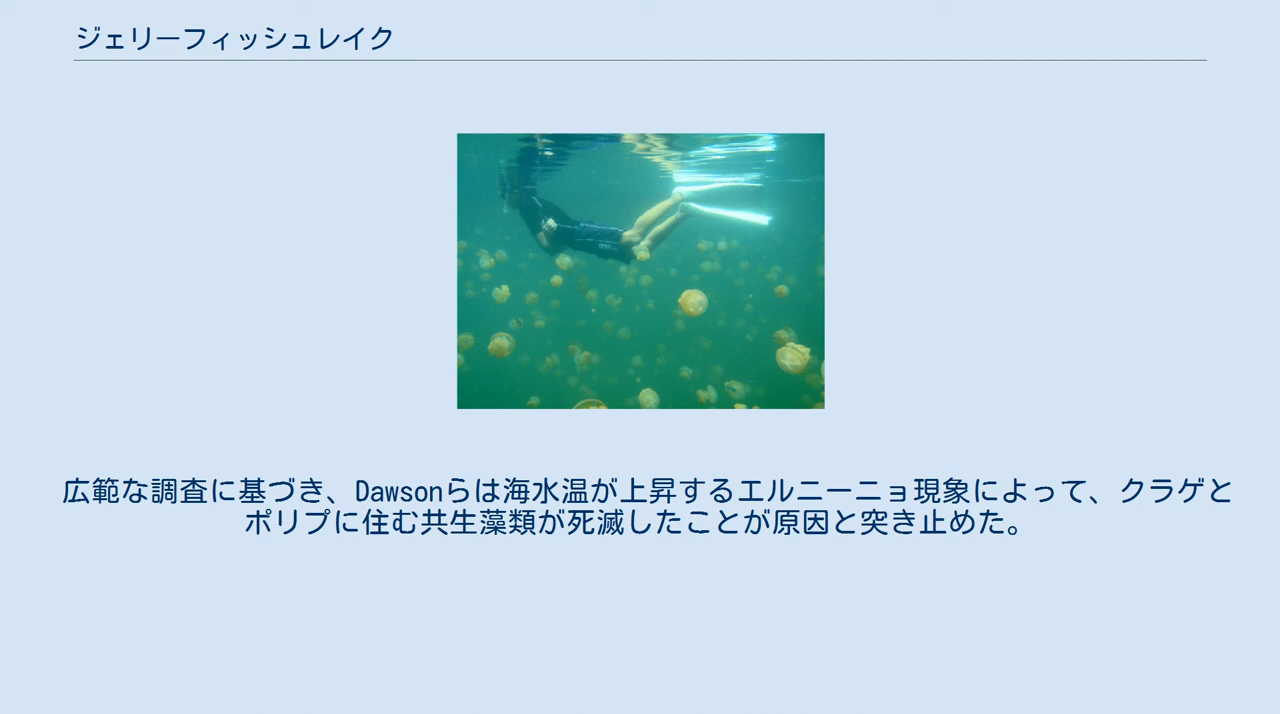 ジェリーフィッシュレイク
広範な調査に基づき、Dawsonらは海水温が上昇するエルニーニョ現象によって、クラゲと
ポリプに住む共生藻類が死滅したことが原因と突き止めた。